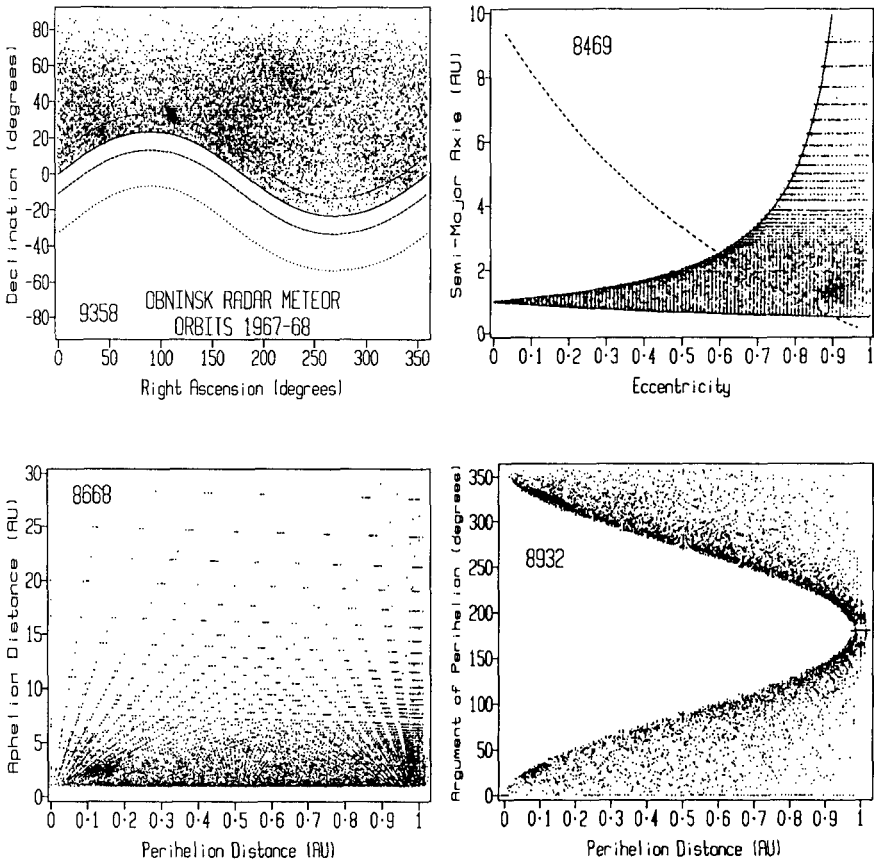 Declination (degrees)
80
60
40
20
0
-20
-40
-60
-80
9358 OBNINSK RADAR METEOR
ORBITS 1967-68
0 50 100 150 200 250 300 350
Right Ascension (degrees)
Semi-Major Axis (AU)
10
8
6
4
2
0
8469
0 0·1 0·2 0·3 0·4 0·5 0·6 0·7 0·8 0·9 1
Eccentricity
Aphelion Distance (AU)
30
25
20
15
10
5
0
8668
0 0·1 0·2 0·3 0·4 0·5 0·6 0·7 0·8 0·9 1
Perihelion Distance (AU)
Argument of Perihelion (degrees)
350
300
250
200
150
100
50
0
8932
0 0·1 0·2 0·3 0·4 0·5 0·6 0·7 0·8 0·9 1
Perihelion Distance (AU)